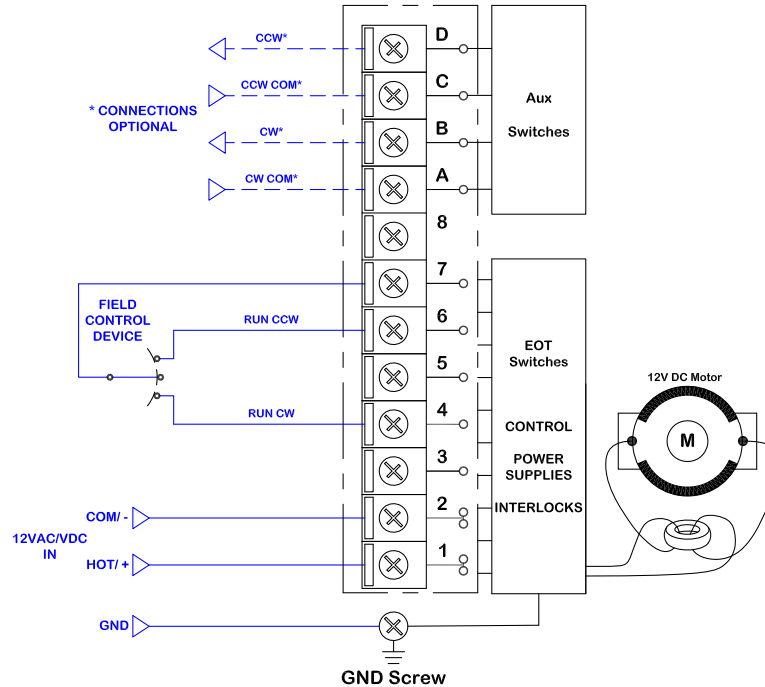 CCW*
D
CCW COM*
C
* CONNECTIONS
OPTIONAL
CW*
B
CW COM*
A
Aux
Switches
8
7
FIELD
CONTROL
DEVICE
RUN CCW
6
5
RUN CW
4
3
COM/ -
2
12VAC/VDC
IN
HOT/ +
1
GND
GND Screw
EOT
Switches
CONTROL
POWER
SUPPLIES
INTERLOCKS
12V DC Motor
M